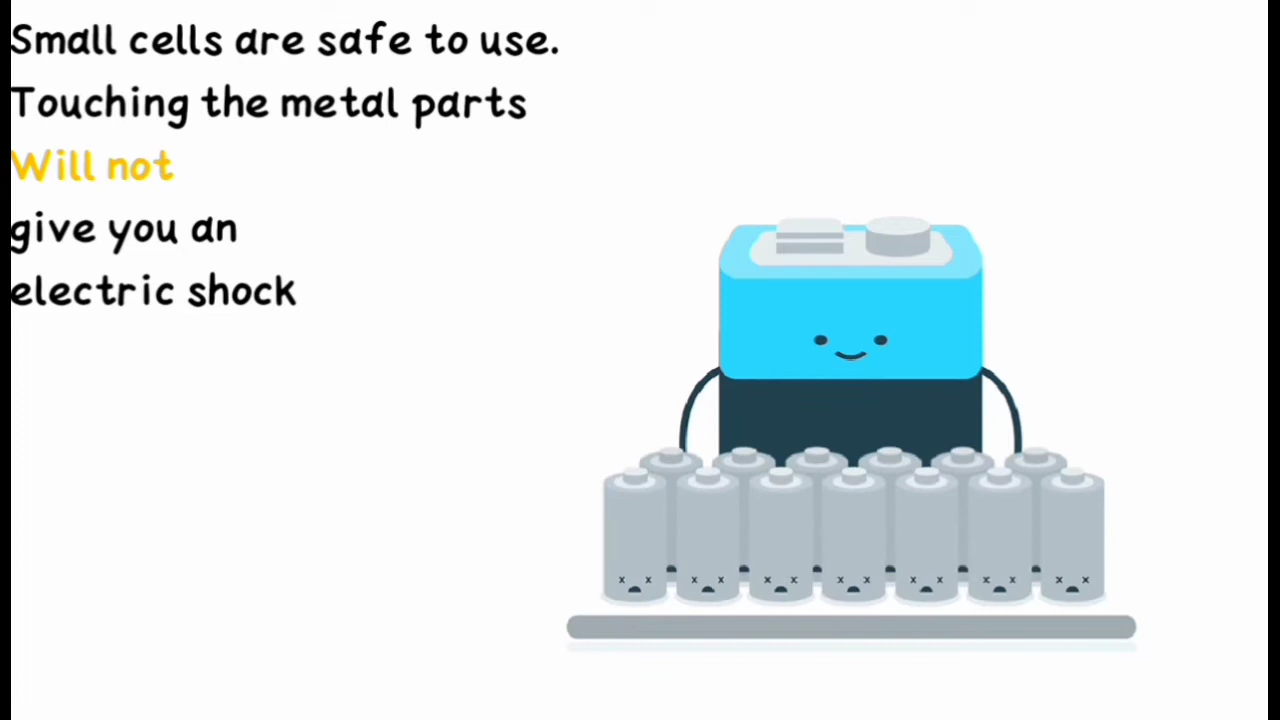 Small cells are safe to use.
Touching the metal parts
Will not
give you an
electric shock